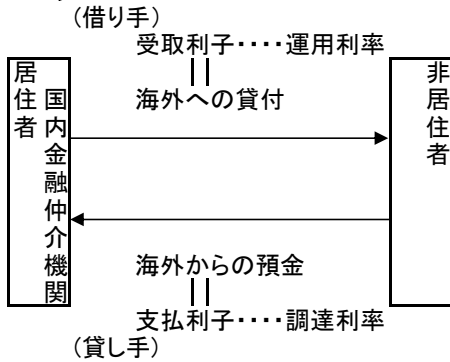 （借り手）
受取利子・・・・運用利率
海外への貸付
居住者
国内金融仲介機関
非居住者
海外からの預金
支払利子・・・・調達利率
（貸し手）